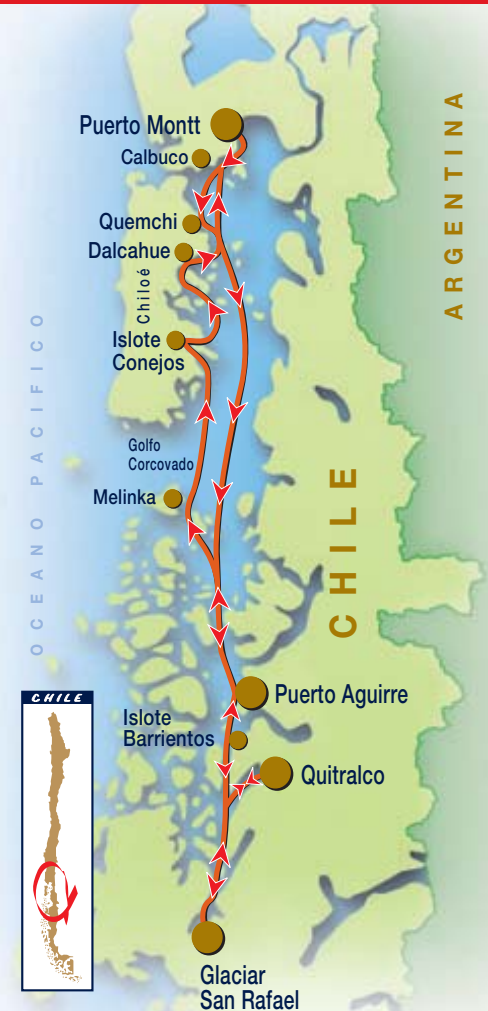 Puerto Montt
Calbuco
ARGENTINA
Quemchi
Dalcahue
Chiloé
Islote
Conejos
OCEANO PACIFICO
Golfo
Corcovado
Melinka
CHILE
Puerto Aguirre
CHILE
Islote
Barrientos
Quitralco
Glaciar
San Rafael